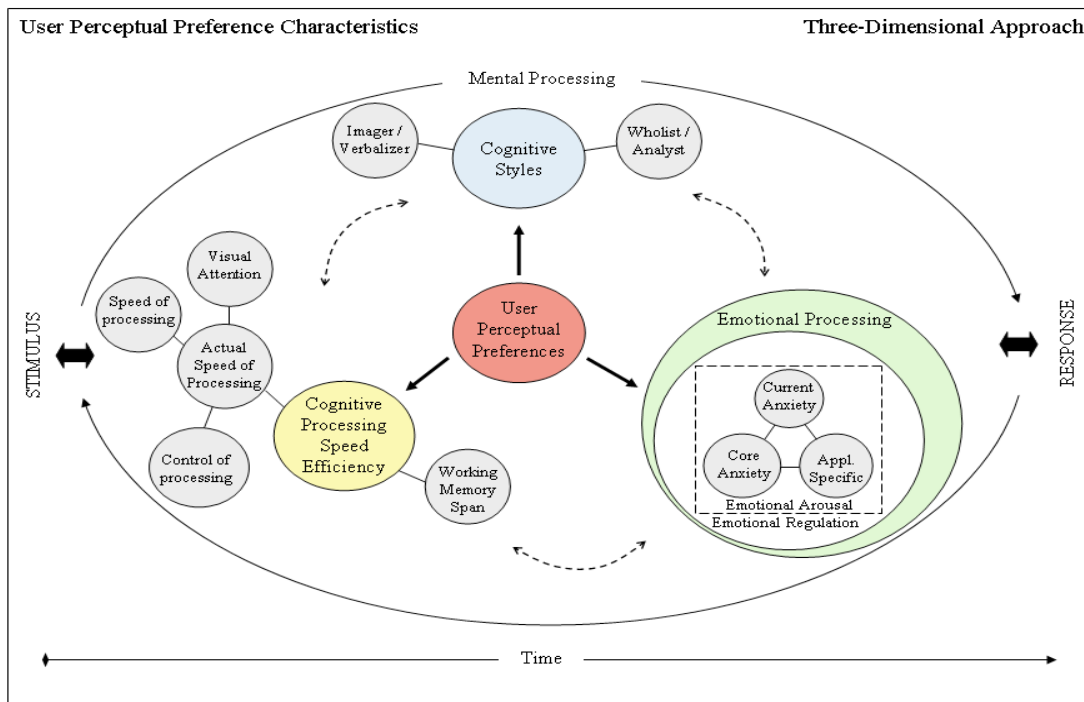 User Perceptual Preference Characteristics
Three-Dimensional Approach
Mental Processing
Imager /
Verbalizer
Cognitive
Styles
Wholist /
Analyst
Visual
Attention
Speed of
processing
Actual
Speed of
Processing
Control of
processing
Cognitive
Processing
Speed
Efficiency
Working
Memory
Span
User
Perceptual
Preferences
Emotional Processing
Current
Anxiety
Core
Anxiety
Appl.
Specific
Emotional Arousal
Emotional Regulation
STIMULUS
RESPONSE
Time